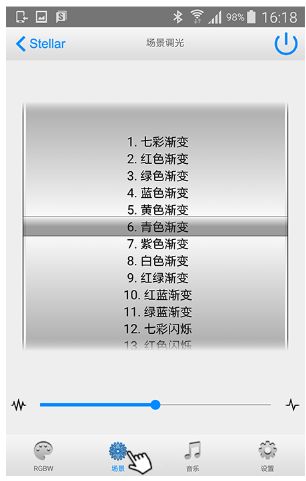 98% 16:18
Stellar 场景调光
1. 七彩渐变
2. 红色渐变
3. 绿色渐变
4. 蓝色渐变
5. 黄色渐变
6. 青色渐变
7. 紫色渐变
8. 白色渐变
9. 红绿渐变
10. 红蓝渐变
11. 绿蓝渐变
12. 七彩闪烁
13. 红色闪烁
RGBW 场景 音乐 设置